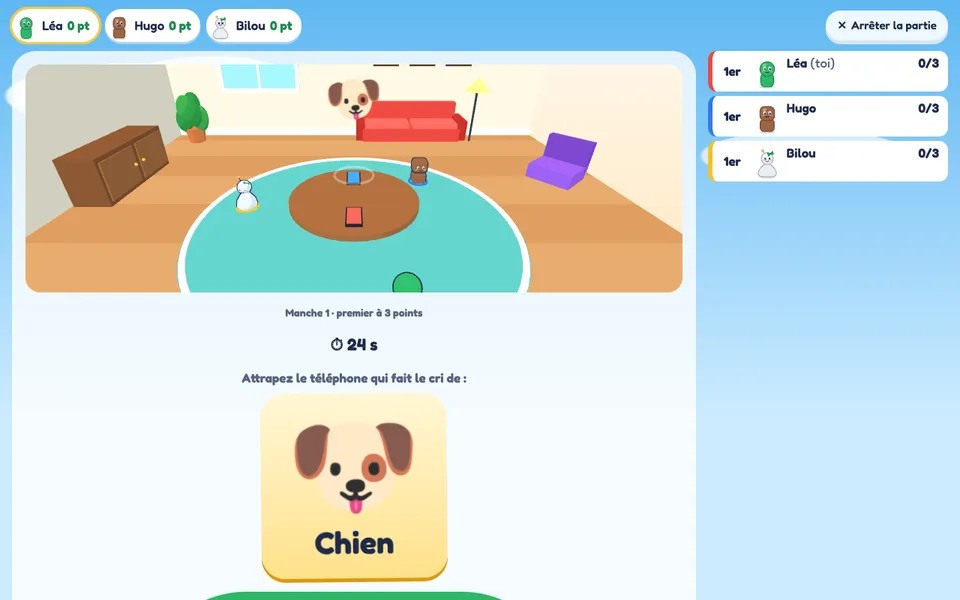 Léa 0 pt
Hugo 0 pt
Bilou 0 pt
✕ Arrêter la partie
1er Léa (toi) 0/3
1er Hugo 0/3
1er Bilou 0/3
Manche 1 · premier à 3 points
⏱ 24 s
Attrapez le téléphone qui fait le cri de :
Chien